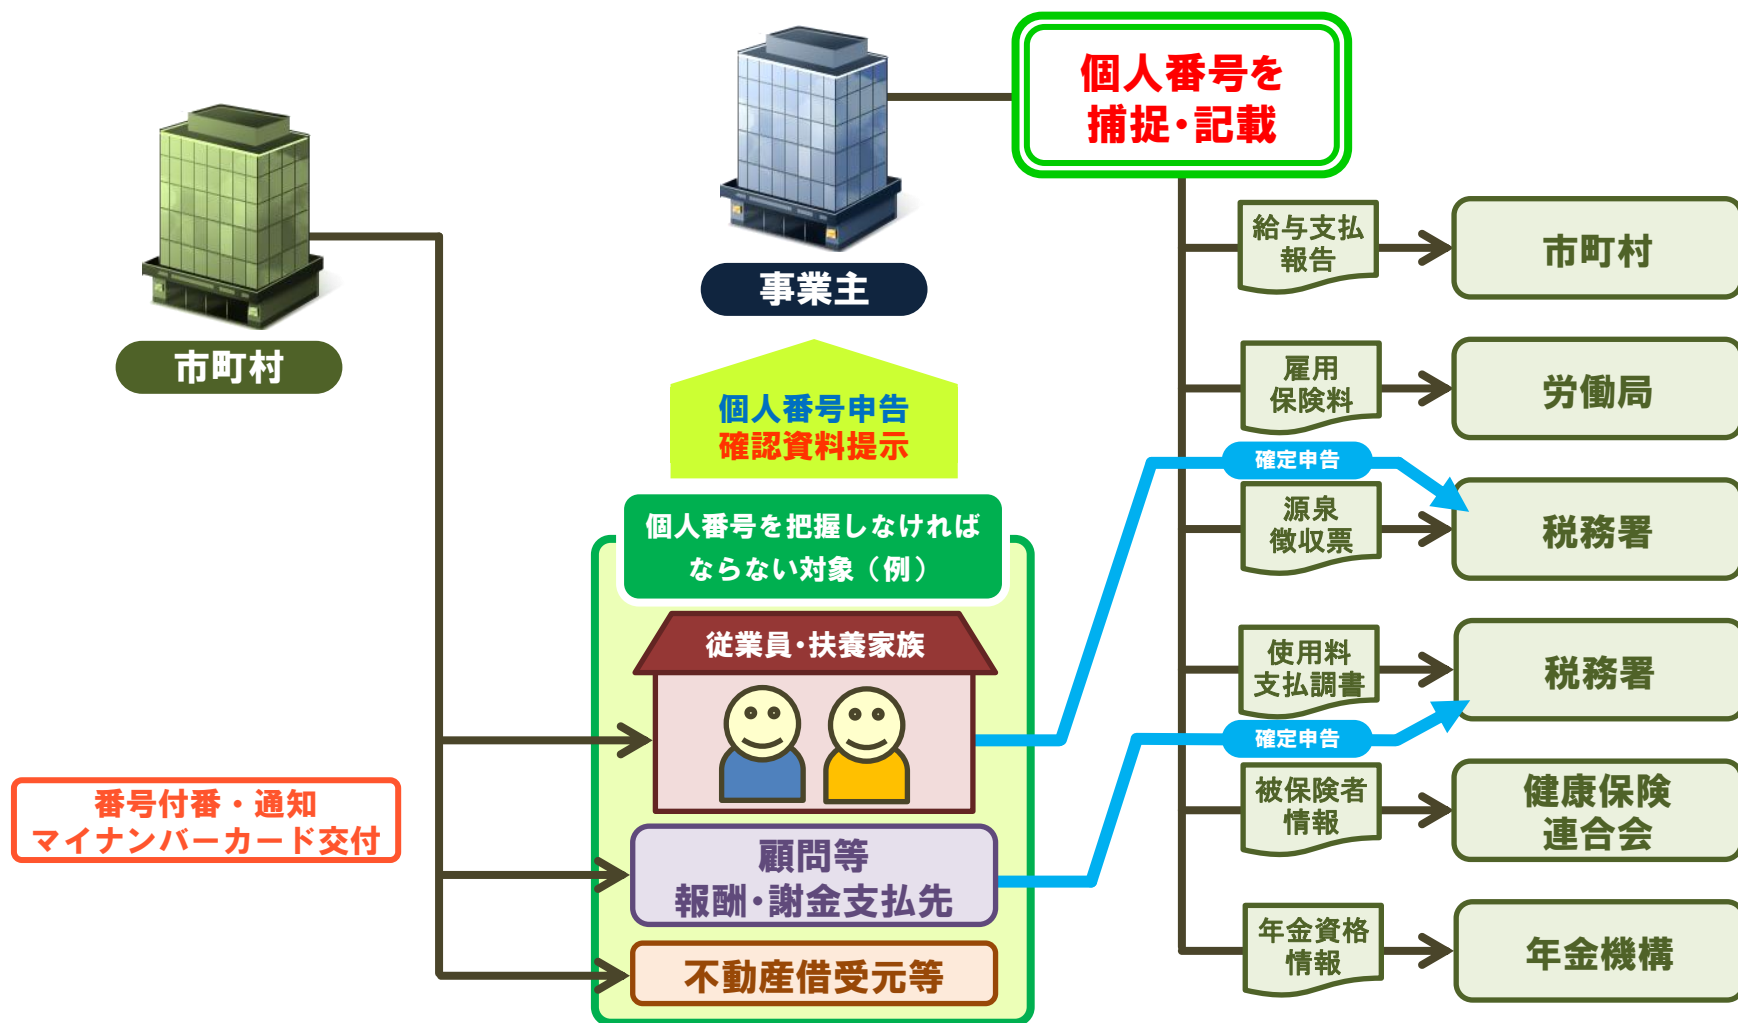 個人番号を
捕捉・記載
事業主
市町村
個人番号申告
確認資料提示
個人番号を把握しなければ
ならない対象（例）
従業員・扶養家族
顧問等
報酬・謝金支払先
不動産借受元等
番号付番・通知
マイナンバーカード交付
給与支払
報告
市町村
雇用
保険料
労働局
確定申告
源泉
徴収票
税務署
使用料
支払調書
税務署
確定申告
被保険者
情報
健康保険
連合会
年金資格
情報
年金機構